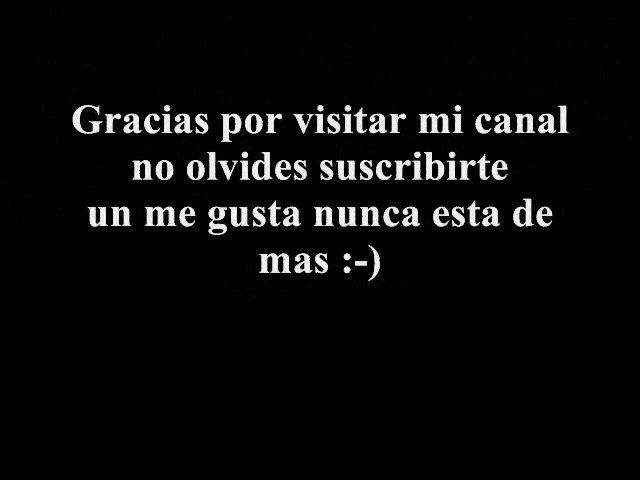 Gracias por visitar mi canal
no olvides suscribirte
un me gusta nunca esta de
mas :-)